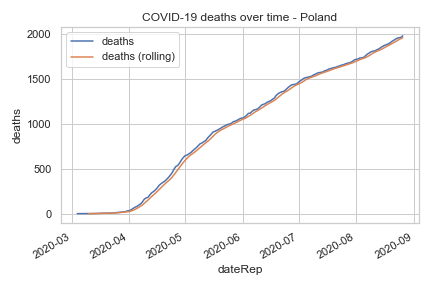 COVID-19 deaths over time - Poland
deaths
deaths (rolling)
2000
1500
1000
500
0
deaths
2020-03
2020-04
2020-05
2020-06
2020-07
2020-08
2020-09
dateRep